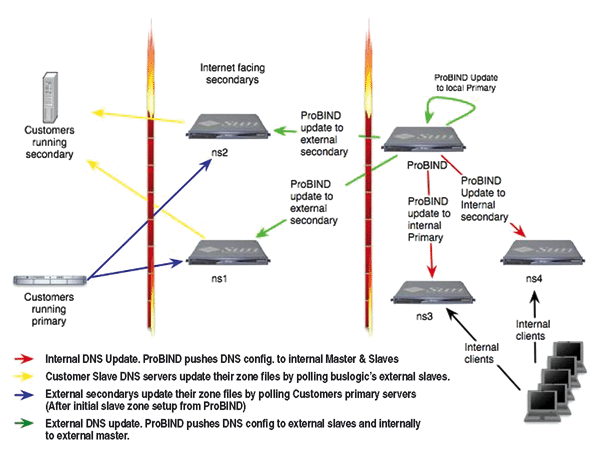 Internet facing
secondarys
ProBIND Update
to local Primary
Customers
running
secondary
ns2
ProBIND
update to
external
secondary
Sun
ProBIND
ProBIND
Update to
Internal
secondary
ProBIND
update to
external
secondary
ProBIND
update to
internal
Primary
Sun
ns1
Sun
ns4
Customers
running
primary
Sun
ns3
Internal
clients
Internal
clients
Internal DNS Update. ProBIND pushes DNS config. to internal Master & Slaves
Customer Slave DNS servers update their zone files by polling buslogic's external slaves.
External secondarys update their zone files by polling Customers primary servers
(After initial slave zone setup from ProBIND)
External DNS update. ProBIND pushes DNS config to external slaves and internally
to external master.